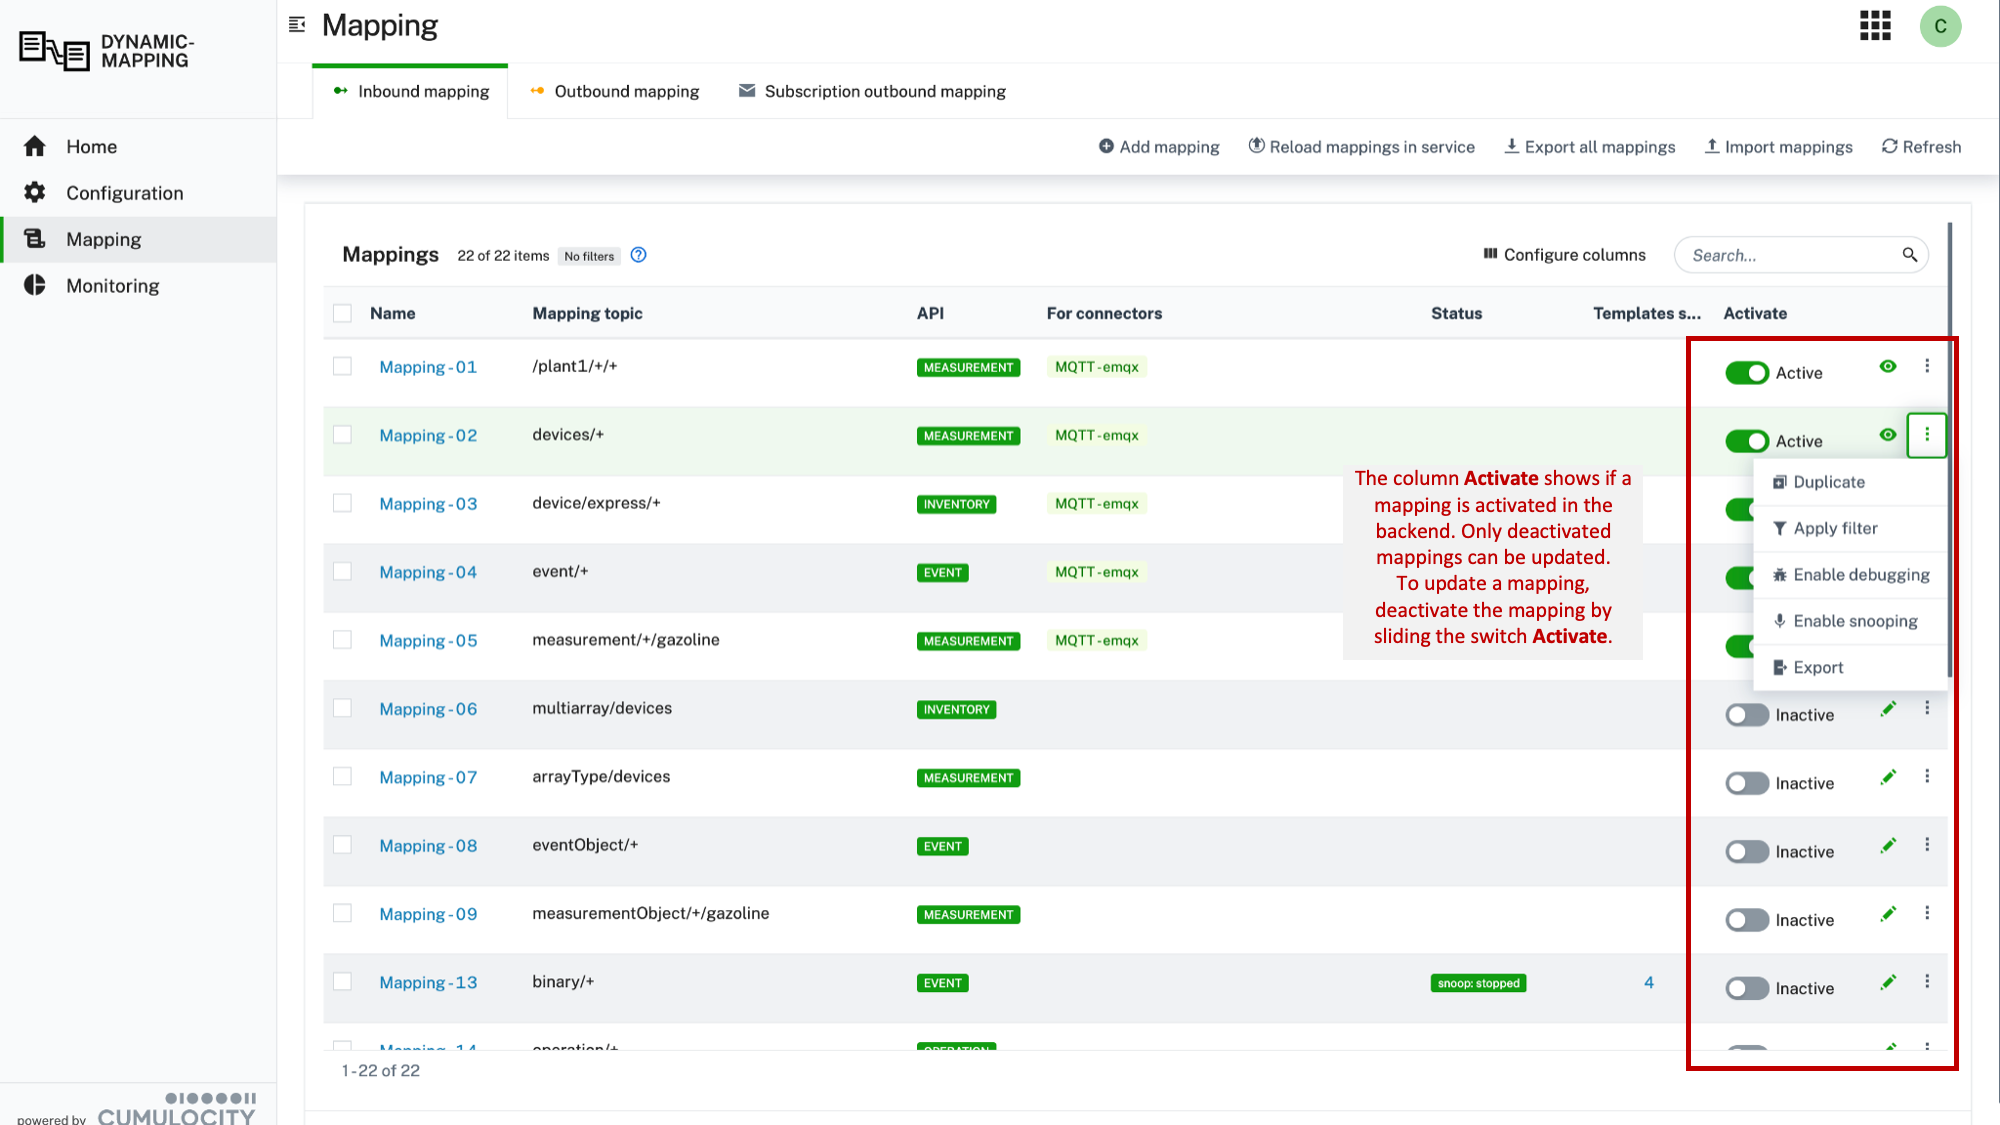 DYNAMIC-
MAPPING
Mapping
C
Inbound mapping
Outbound mapping
Subscription outbound mapping
Home
Configuration
Mapping
Monitoring
Add mapping
Reload mappings in service
Export all mappings
Import mappings
Refresh
Mappings 22 of 22 items No filters
Configure columns
Search...
Name Mapping topic API For connectors Status Templates s... Activate
Mapping - 01 /plant1/+/+ MEASUREMENT MQTT - emqx Active
Mapping - 02 devices/+ MEASUREMENT MQTT - emqx Active
Mapping - 03 device/express/+ INVENTORY MQTT - emqx
Mapping - 04 event/+ EVENT MQTT - emqx
Mapping - 05 measurement/+/gazoline MEASUREMENT MQTT - emqx
The column Activate shows if a
mapping is activated in the
backend. Only deactivated
mappings can be updated.
To update a mapping,
deactivate the mapping by
sliding the switch Activate.
Duplicate
Apply filter
Enable debugging
Enable snooping
Export
Mapping - 06 multiarray/devices INVENTORY Inactive
Mapping - 07 arrayType/devices MEASUREMENT Inactive
Mapping - 08 eventObject/+ EVENT Inactive
Mapping - 09 measurementObject/+/gazoline MEASUREMENT Inactive
Mapping - 13 binary/+ EVENT snoop: stopped 4 Inactive
Mapping - 14 operation/+ OPERATION
1 - 22 of 22
powered by CUMULOCITY